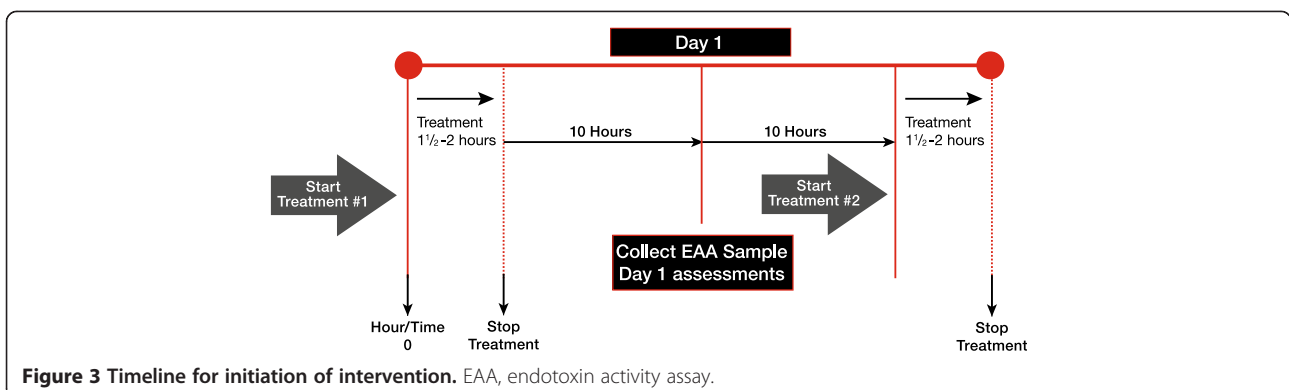 Day 1
Treatment
1½-2 hours
10 Hours
10 Hours
Treatment
1½-2 hours
Start
Treatment #1
Start
Treatment #2
Collect EAA Sample
Day 1 assessments
Hour/Time
0
Stop
Treatment
Stop
Treatment
Figure 3 Timeline for initiation of intervention. EAA, endotoxin activity assay.